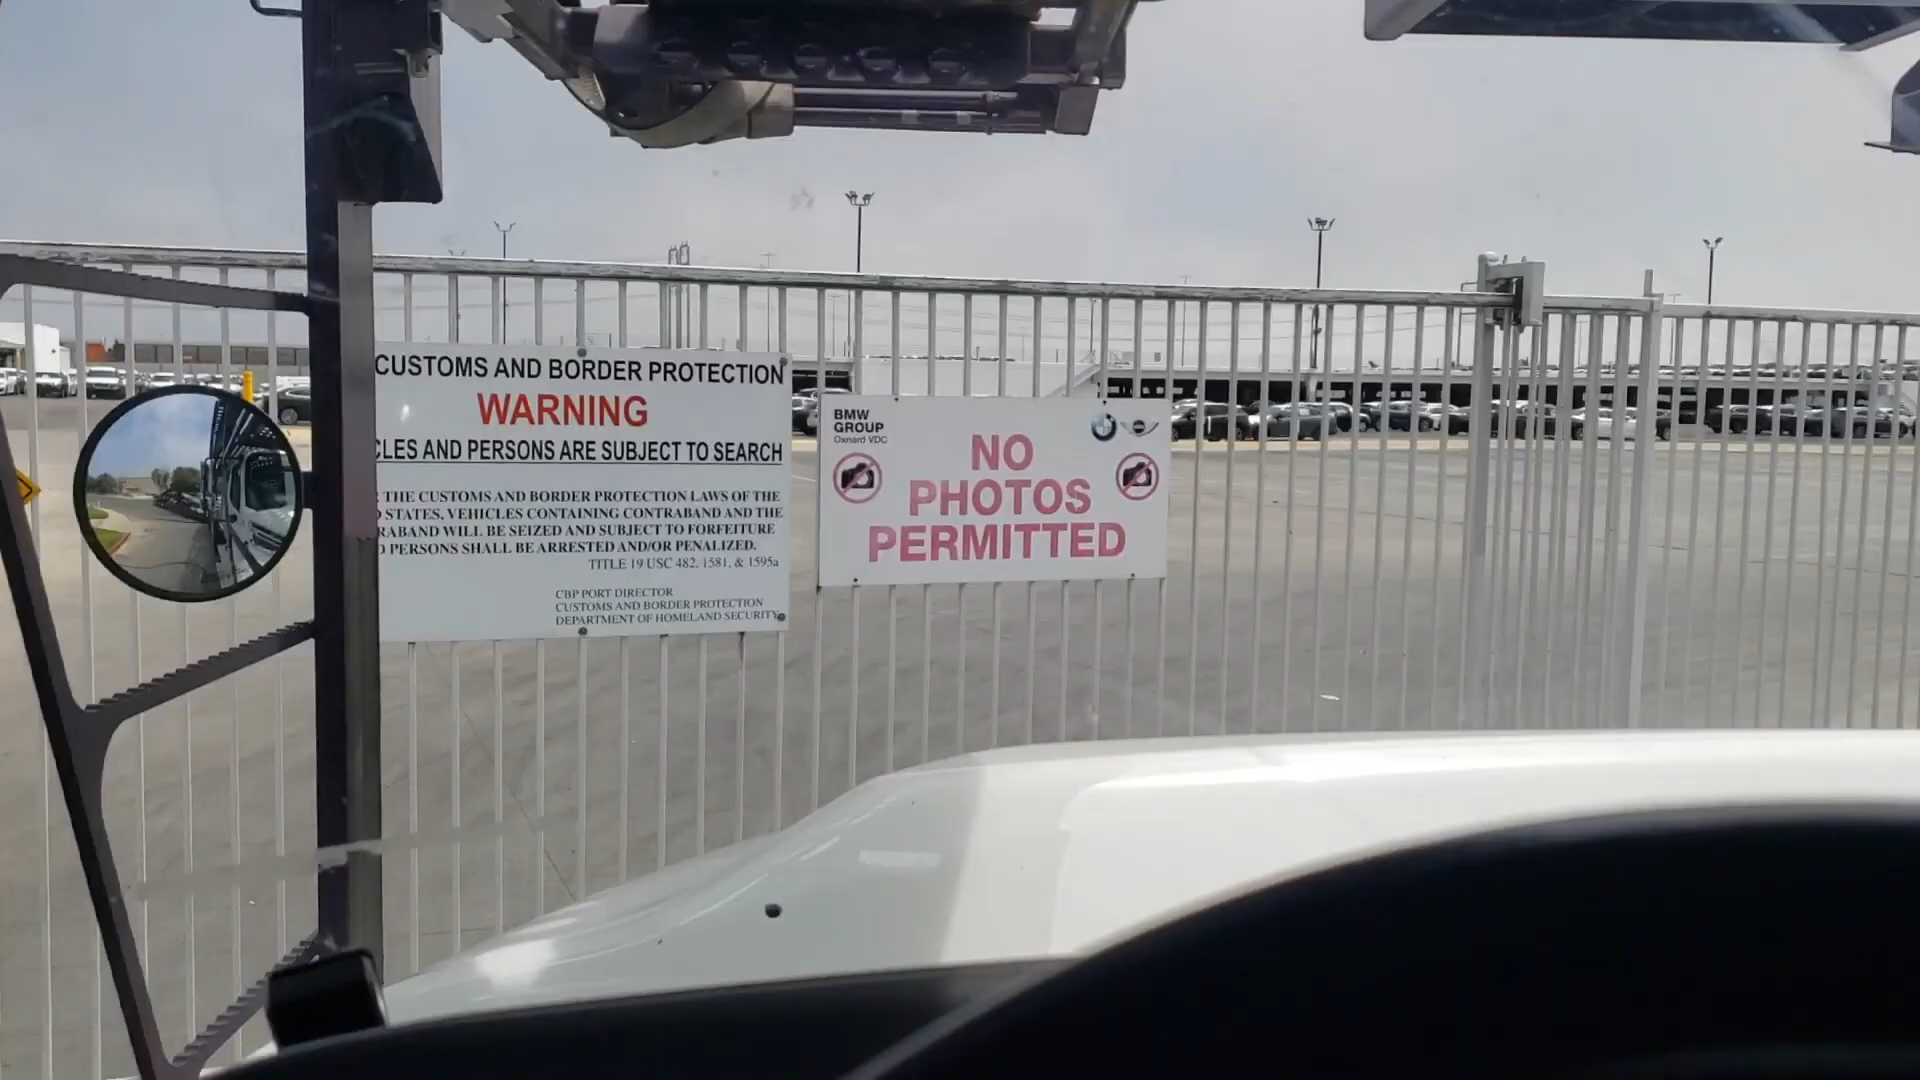 CUSTOMS AND BORDER PROTECTION
WARNING
CLES AND PERSONS ARE SUBJECT TO SEARCH
THE CUSTOMS AND BORDER PROTECTION LAWS OF THE
STATES, VEHICLES CONTAINING CONTRABAND AND THE
RABAND WILL BE SEIZED AND SUBJECT TO FORFEITURE
PERSONS SHALL BE ARRESTED AND/OR PENALIZED.
TITLE 19 USC 482, 1581, & 1595a
CBP PORT DIRECTOR
CUSTOMS AND BORDER PROTECTION
DEPARTMENT OF HOMELAND SECURITY
BMW
GROUP
Oxnard VDC
NO
PHOTOS
PERMITTED